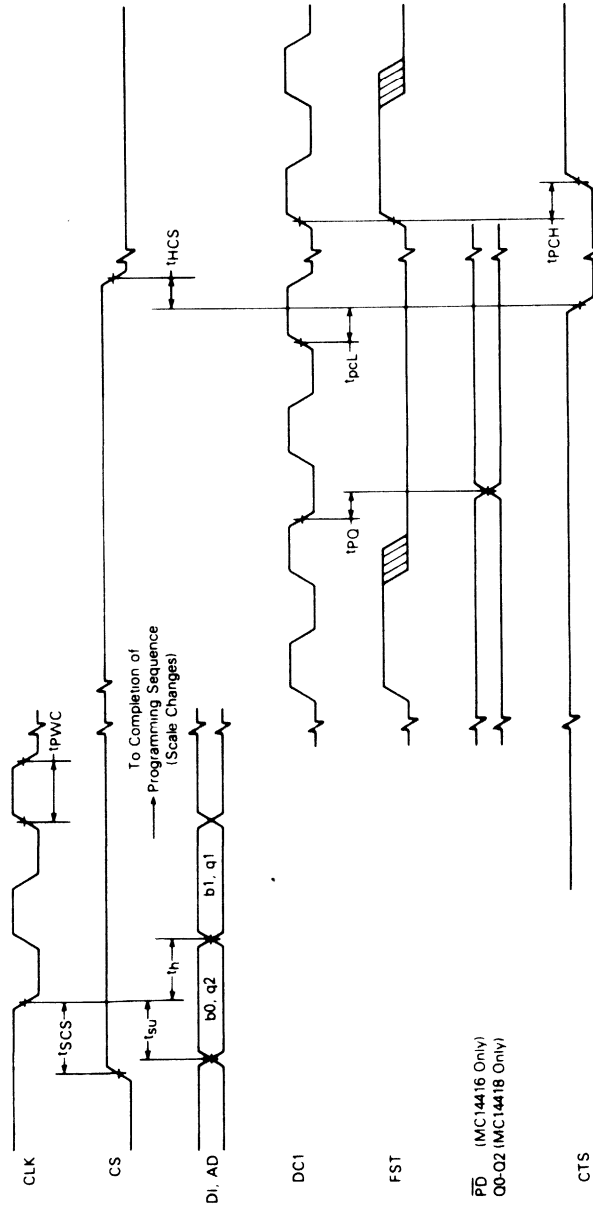 CLK
tPWC
CS
tSCS
tHCS
To Completion of
Programming Sequence
(Scale Changes)
tsu
th
DI, AD
b0, q2
b1, q1
DC1
tPQ
tpcL
FST
PD (MC14416 Only)
Q0-Q2 (MC14418 Only)
tPCH
CTS